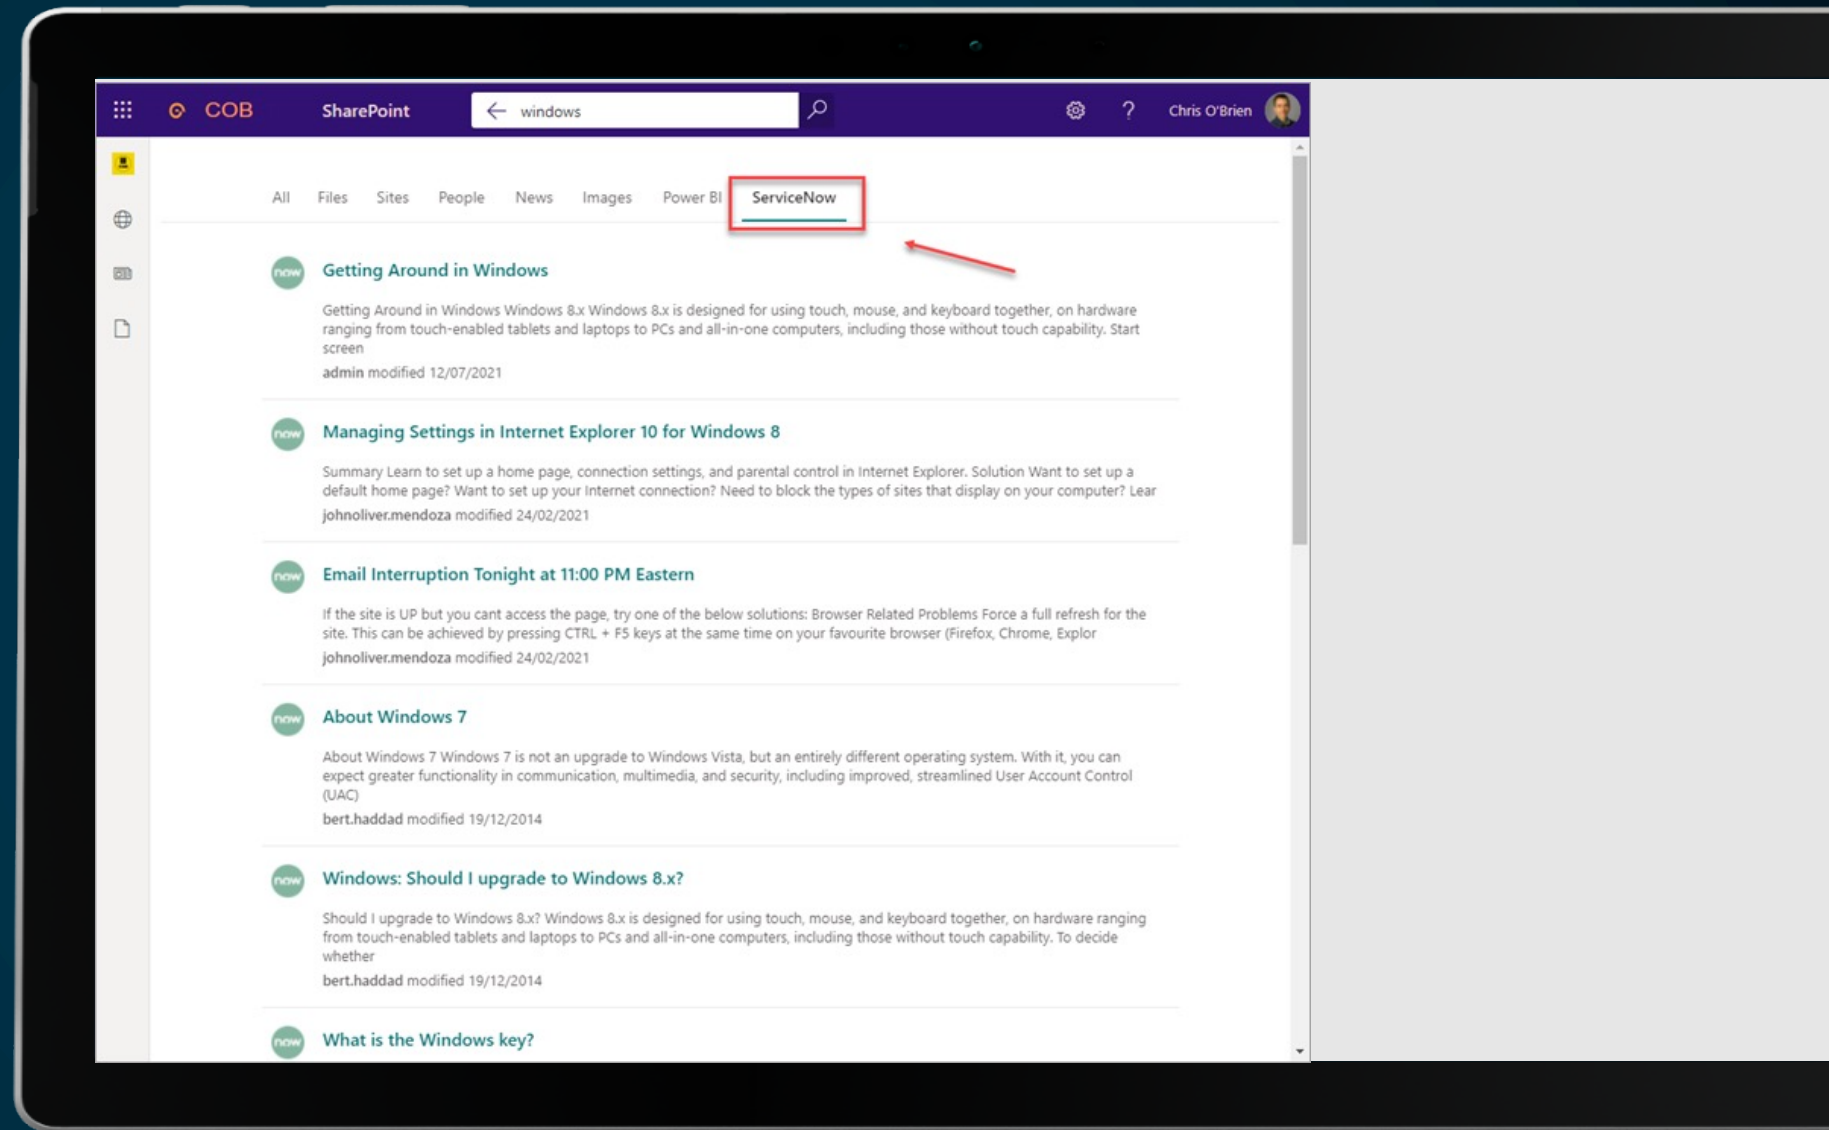 COB SharePoint windows ? Chris O'Brien
All Files Sites People News Images Power BI ServiceNow
now Getting Around in Windows
Getting Around in Windows Windows 8.x Windows 8.x is designed for using touch, mouse, and keyboard together, on hardware
ranging from touch-enabled tablets and laptops to PCs and all-in-one computers, including those without touch capability. Start
screen
admin modified 12/07/2021
now Managing Settings in Internet Explorer 10 for Windows 8
Summary Learn to set up a home page, connection settings, and parental control in Internet Explorer. Solution Want to set up a
default home page? Want to set up your Internet connection? Need to block the types of sites that display on your computer? Lear
johnoliver.mendoza modified 24/02/2021
now Email Interruption Tonight at 11:00 PM Eastern
If the site is UP but you cant access the page, try one of the below solutions: Browser Related Problems Force a full refresh for the
site. This can be achieved by pressing CTRL + F5 keys at the same time on your favourite browser (Firefox, Chrome, Explor
johnoliver.mendoza modified 24/02/2021
now About Windows 7
About Windows 7 Windows 7 is not an upgrade to Windows Vista, but an entirely different operating system. With it, you can
expect greater functionality in communication, multimedia, and security, including improved, streamlined User Account Control
(UAC)
bert.haddad modified 19/12/2014
now Windows: Should I upgrade to Windows 8.x?
Should I upgrade to Windows 8.x? Windows 8.x is designed for using touch, mouse, and keyboard together, on hardware ranging
from touch-enabled tablets and laptops to PCs and all-in-one computers, including those without touch capability. To decide
whether
bert.haddad modified 19/12/2014
now What is the Windows key?